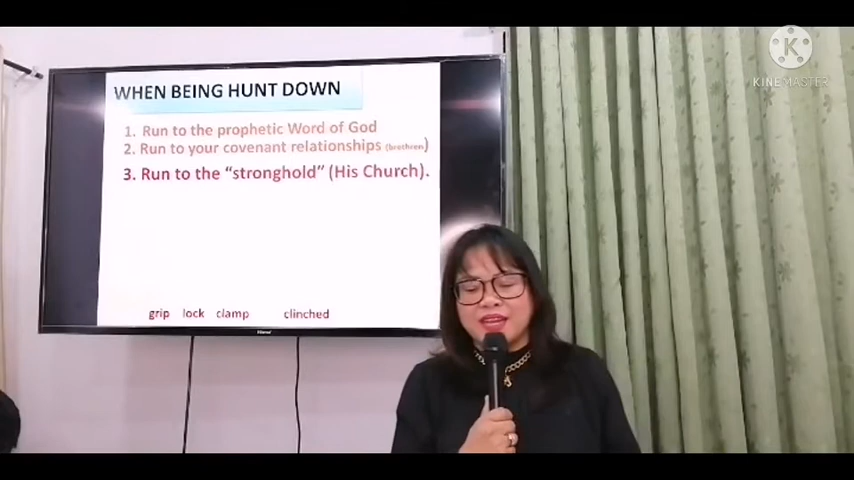 WHEN BEING HUNT DOWN
1. Run to the prophetic Word of God
2. Run to your covenant relationships (brethren)
3. Run to the “stronghold” (His Church).
grip lock clamp clinched
K
KINEMASTER